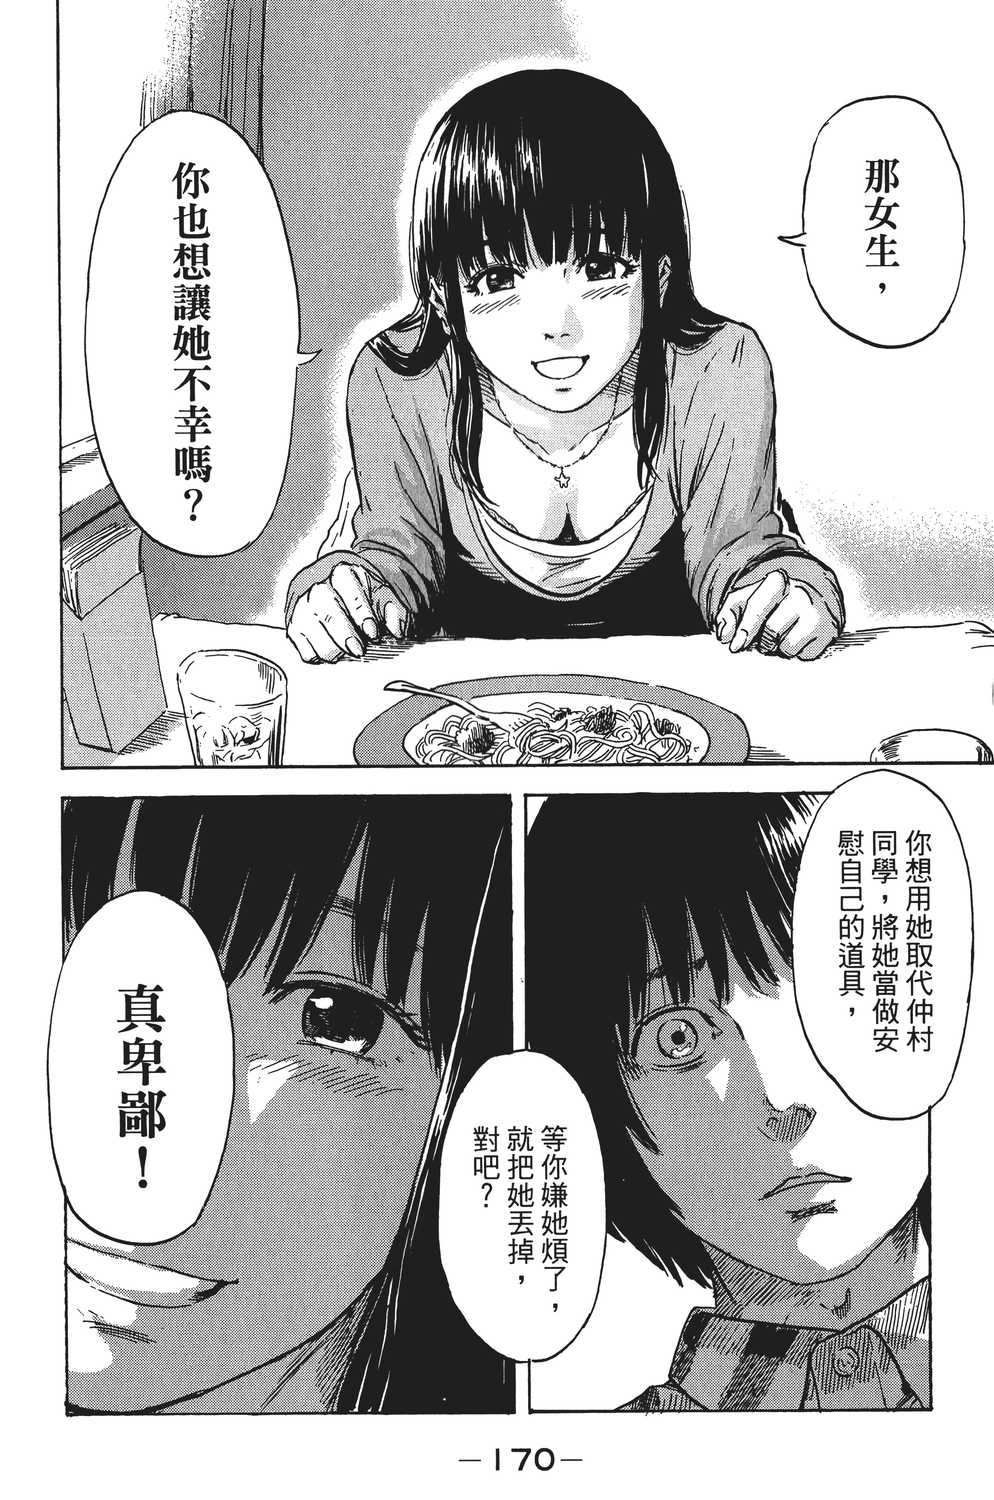 那女生，
你也想讓她不幸嗎？
你想用她取代仲村
同學，將她當做安
慰自己的道具，
等你嫌她煩了，
就把她丟掉，
對吧？
真卑鄙！
—170—